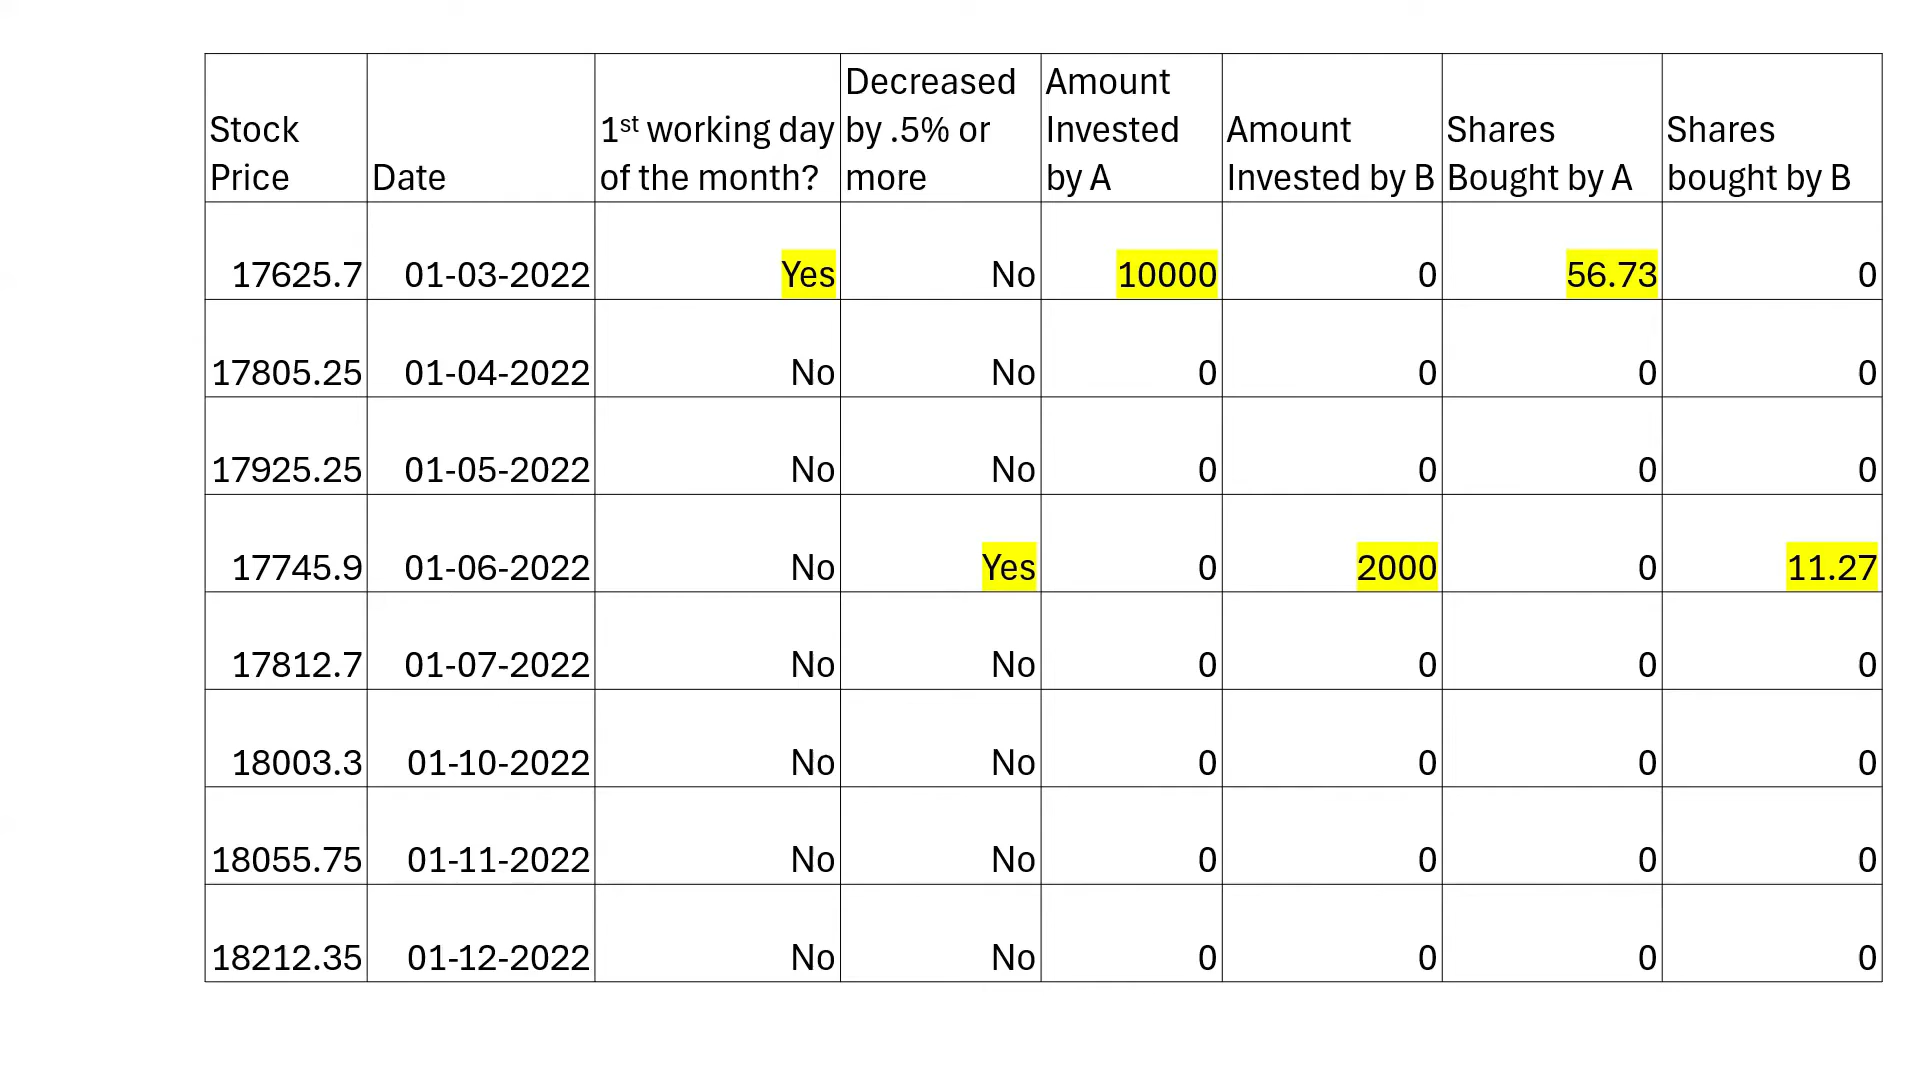 Stock Price | Date | 1st working day of the month? | Decreased by .5% or more | Amount Invested by A | Amount Invested by B | Shares Bought by A | Shares bought by B
17625.7 | 01-03-2022 | Yes | No | 10000 | 0 | 56.73 | 0
17805.25 | 01-04-2022 | No | No | 0 | 0 | 0 | 0
17925.25 | 01-05-2022 | No | No | 0 | 0 | 0 | 0
17745.9 | 01-06-2022 | No | Yes | 0 | 2000 | 0 | 11.27
17812.7 | 01-07-2022 | No | No | 0 | 0 | 0 | 0
18003.3 | 01-10-2022 | No | No | 0 | 0 | 0 | 0
18055.75 | 01-11-2022 | No | No | 0 | 0 | 0 | 0
18212.35 | 01-12-2022 | No | No | 0 | 0 | 0 | 0